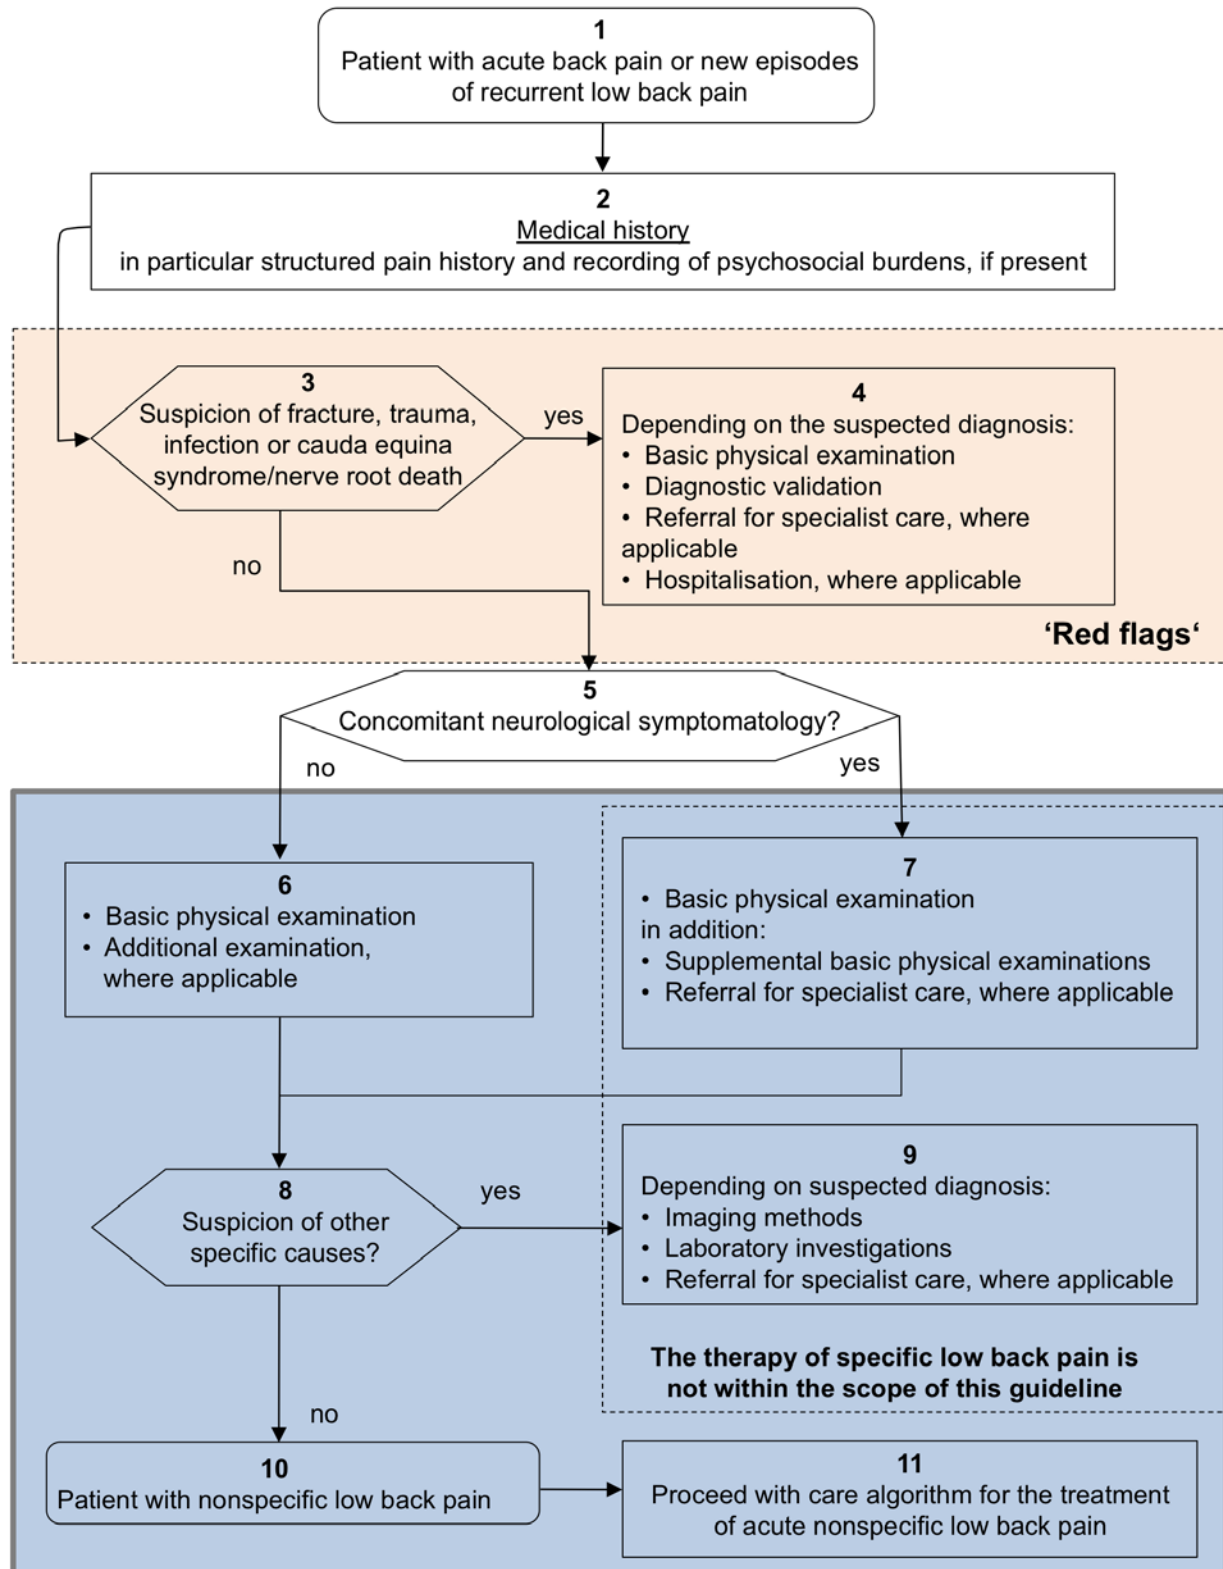 1
Patient with acute back pain or new episodes
of recurrent low back pain
2
Medical history
in particular structured pain history and recording of psychosocial burdens, if present
3
Suspicion of fracture, trauma,
infection or cauda equina
syndrome/nerve root death
yes
no
4
Depending on the suspected diagnosis:
• Basic physical examination
• Diagnostic validation
• Referral for specialist care, where
applicable
• Hospitalisation, where applicable
‘Red flags‘
5
Concomitant neurological symptomatology?
no
yes
6
• Basic physical examination
• Additional examination,
where applicable
7
• Basic physical examination
in addition:
• Supplemental basic physical examinations
• Referral for specialist care, where applicable
8
Suspicion of other
specific causes?
yes
no
9
Depending on suspected diagnosis:
• Imaging methods
• Laboratory investigations
• Referral for specialist care, where applicable
The therapy of specific low back pain is
not within the scope of this guideline
10
Patient with nonspecific low back pain
11
Proceed with care algorithm for the treatment
of acute nonspecific low back pain